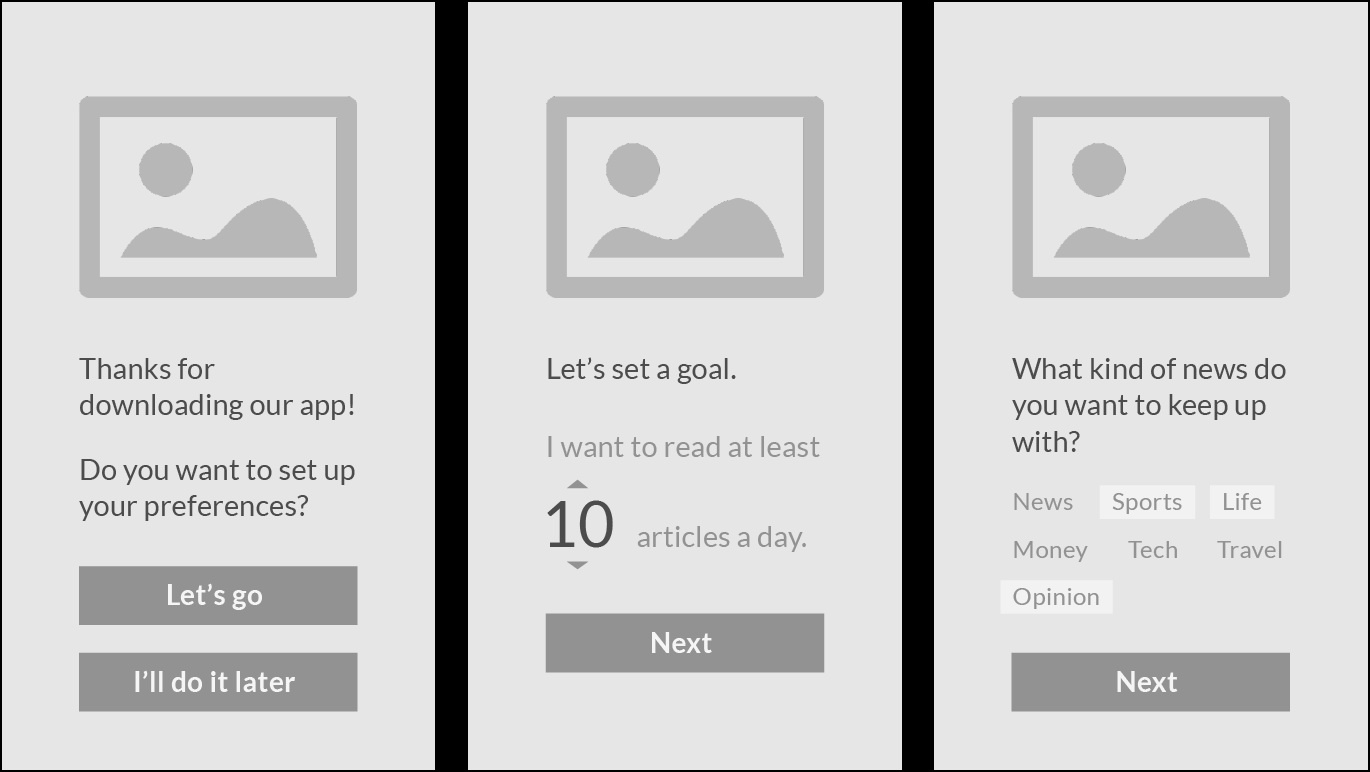 Thanks for
downloading our app!
Do you want to set up
your preferences?
Let’s go
I’ll do it later
Let’s set a goal.
I want to read at least
10 articles a day.
Next
What kind of news do
you want to keep up
with?
News Sports Life
Money Tech Travel
Opinion
Next